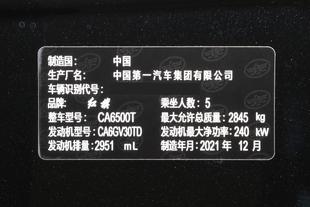 制造国： 中国
生产厂名： 中国第一汽车集团有限公司
车辆识别代号：
品牌： 红旗 乘坐人数： 5
整车型号： CA6500T 最大允许总质量： 2845 kg
发动机型号： CA6GV30TD 发动机最大净功率： 240 kW
发动机排量： 2951 mL 制造年月： 2021 年 12 月